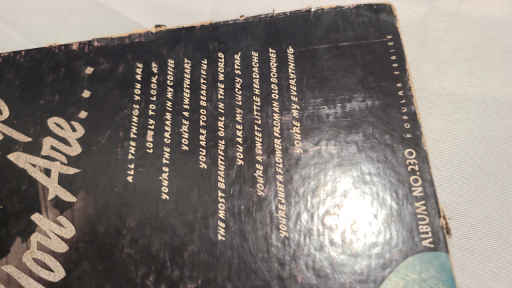 You Are...
ALL THE THINGS YOU ARE
LOVELY TO LOOK AT
YOU'RE THE CREAM IN MY COFFEE
YOU'RE A SWEETHEART
YOU ARE TOO BEAUTIFUL
THE MOST BEAUTIFUL GIRL IN THE WORLD
YOU ARE MY LUCKY STAR
YOU'RE A SWEET LITTLE HEADACHE
YOU'RE JUST A FLOWER FROM AN OLD BOUQUET
YOU'RE MY EVERYTHING
ALBUM NO. 230 POPULAR SERIES